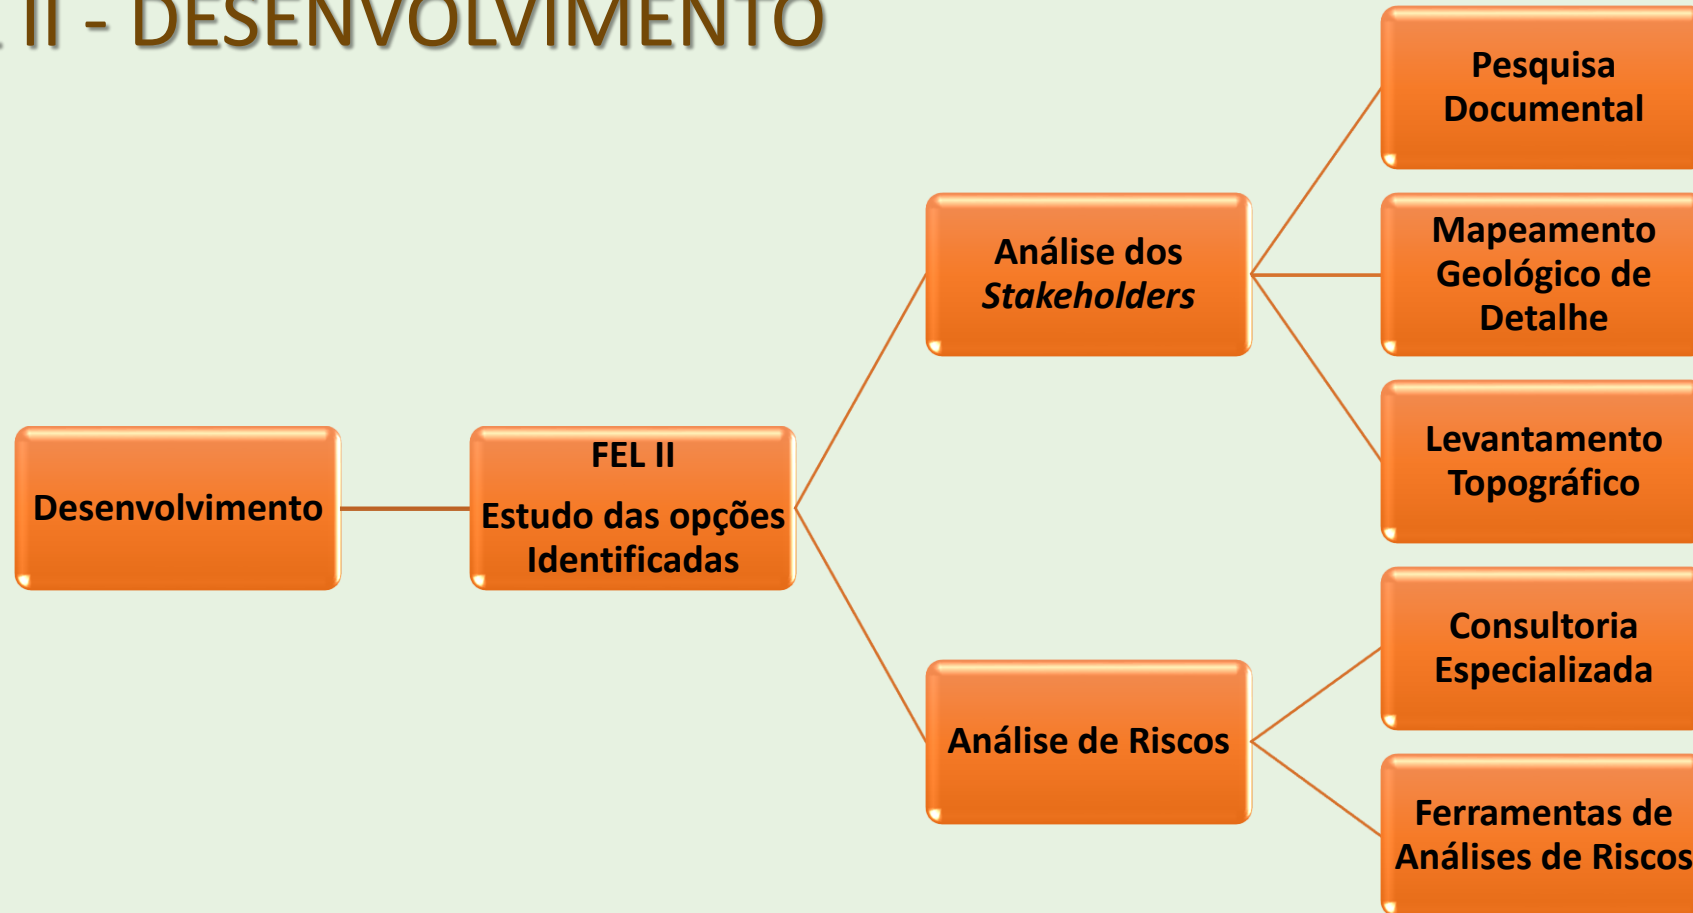 II - DESENVOLVIMENTO
Pesquisa
Documental
Mapeamento
Geológico de
Detalhe
Análise dos
Stakeholders
Levantamento
Topográfico
Desenvolvimento
FEL II
Estudo das opções
Identificadas
Consultoria
Especializada
Análise de Riscos
Ferramentas de
Análises de Riscos